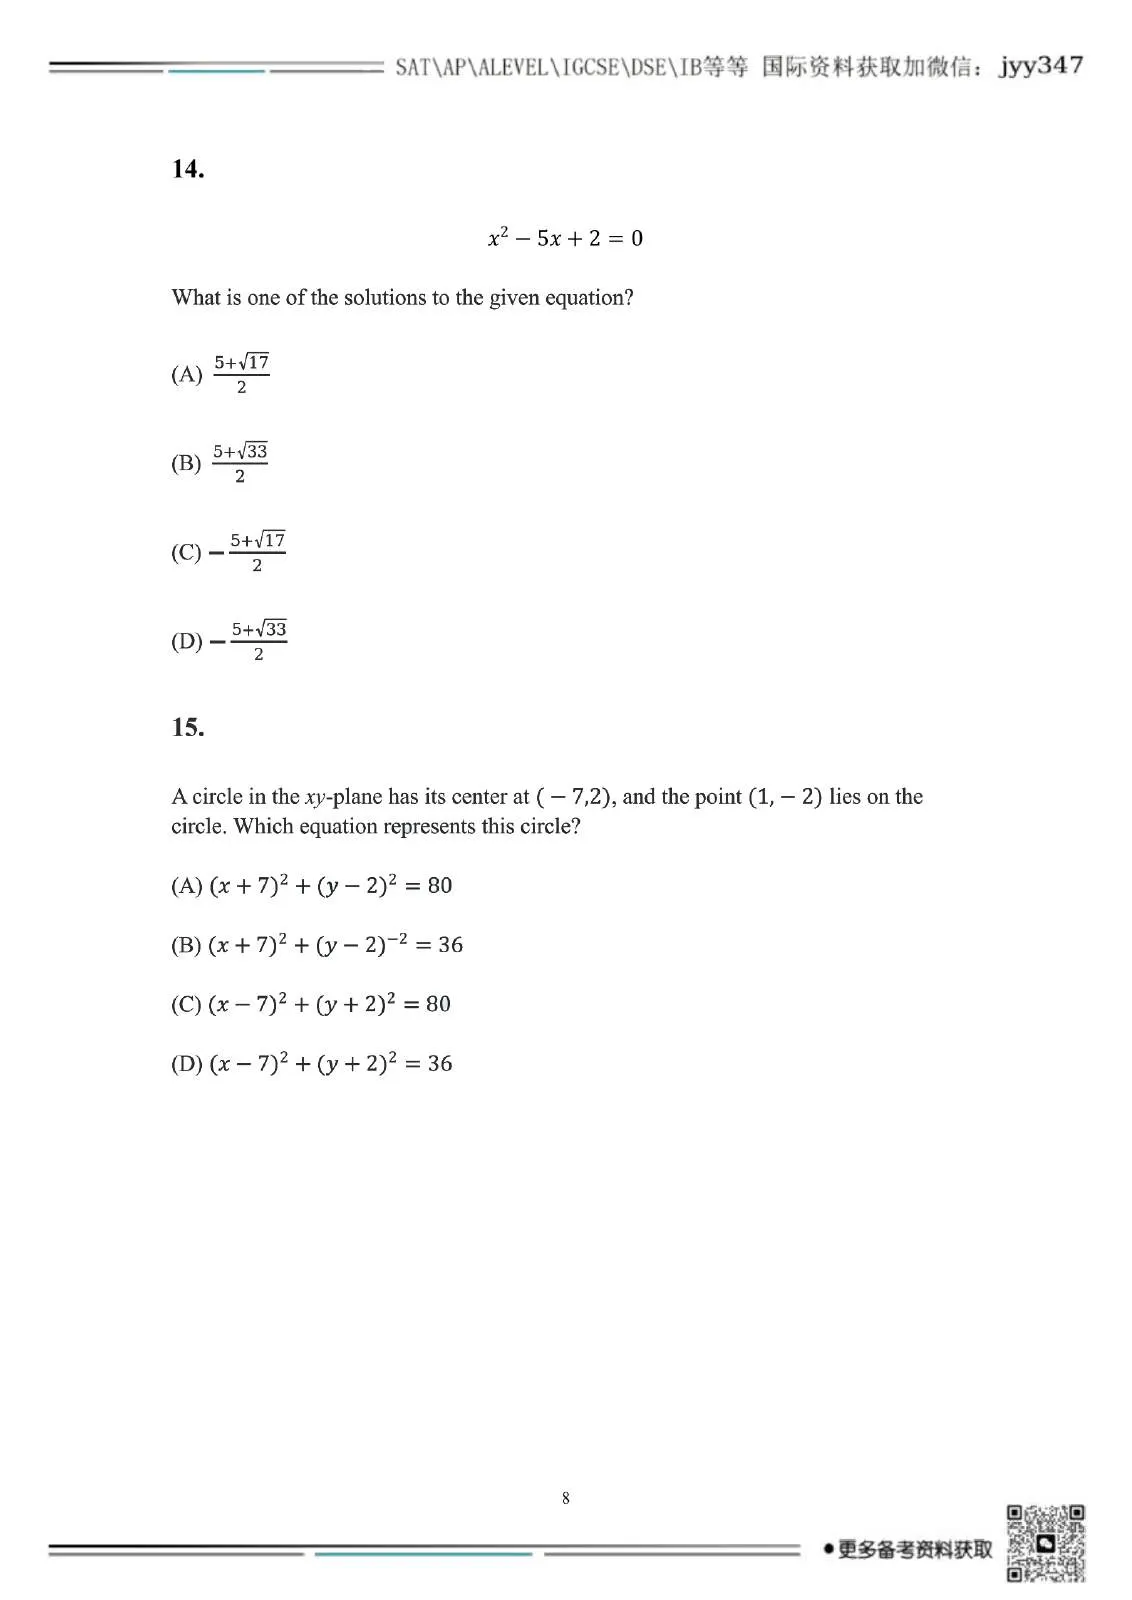 SAT\AP\ALEVEL\IGCSE\DSE\IB等等 国际资料获取加微信：jyy347
14.
x² − 5x + 2 = 0
What is one of the solutions to the given equation?
(A) (5+√17)/2
(B) (5+√33)/2
(C) −(5+√17)/2
(D) −(5+√33)/2
15.
A circle in the xy-plane has its center at ( − 7,2), and the point (1, − 2) lies on the
circle. Which equation represents this circle?
(A) (x + 7)² + (y − 2)² = 80
(B) (x + 7)² + (y − 2)⁻² = 36
(C) (x − 7)² + (y + 2)² = 80
(D) (x − 7)² + (y + 2)² = 36
8
●更多备考资料获取